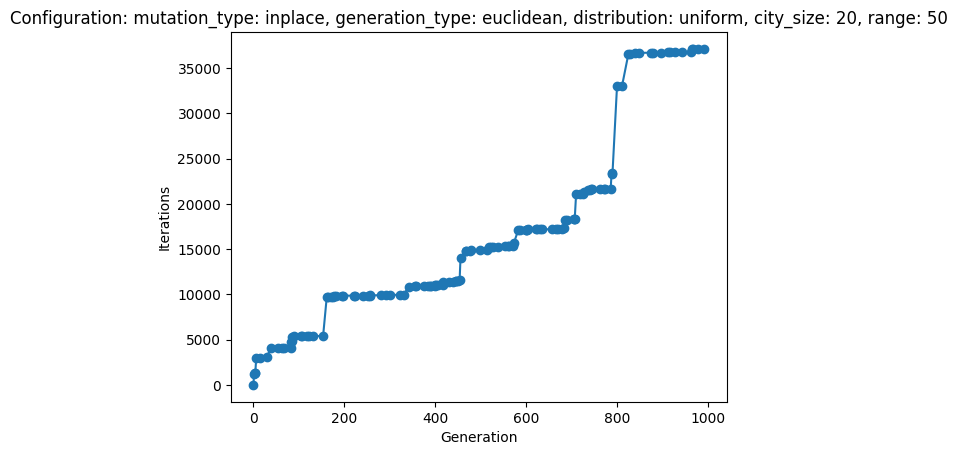 Configuration: mutation_type: inplace, generation_type: euclidean, distribution: uniform, city_size: 20, range: 50
35000
30000
25000
20000
15000
10000
5000
0
Iterations
0 200 400 600 800 1000
Generation